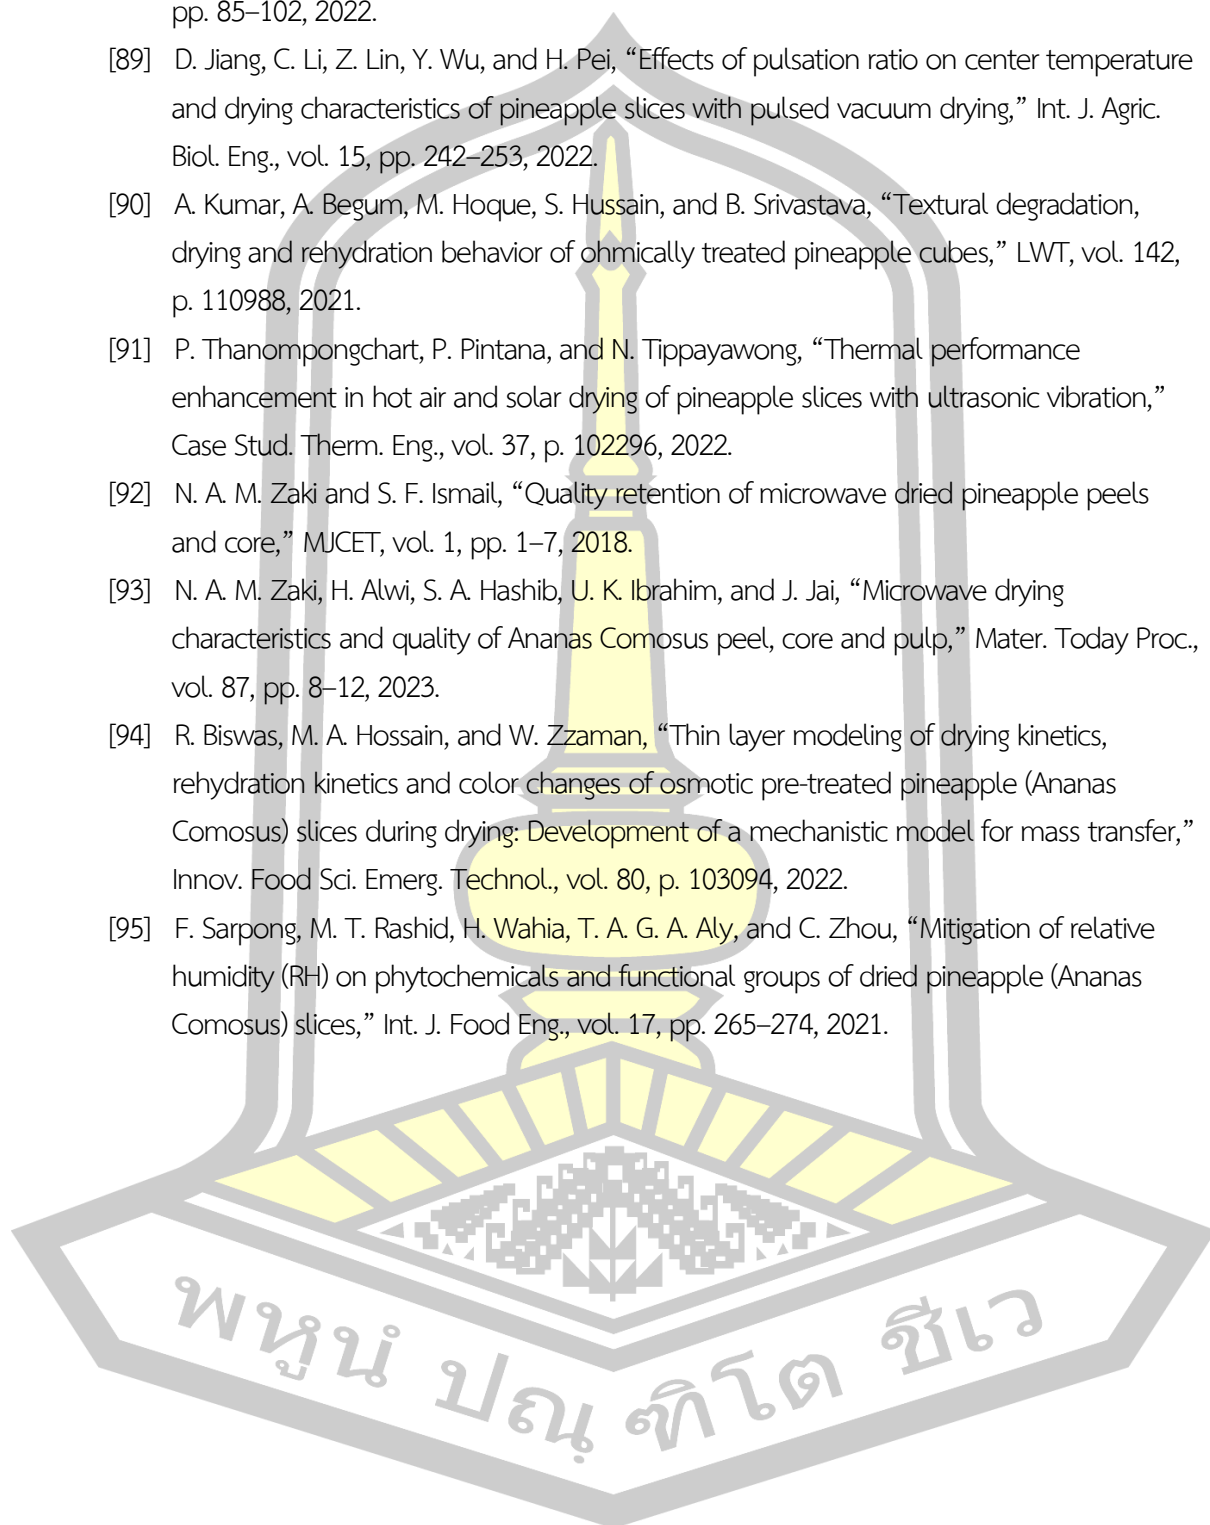 pp. 85–102, 2022.
[89] D. Jiang, C. Li, Z. Lin, Y. Wu, and H. Pei, “Effects of pulsation ratio on center temperature
and drying characteristics of pineapple slices with pulsed vacuum drying,” Int. J. Agric.
Biol. Eng., vol. 15, pp. 242–253, 2022.
[90] A. Kumar, A. Begum, M. Hoque, S. Hussain, and B. Srivastava, “Textural degradation,
drying and rehydration behavior of ohmically treated pineapple cubes,” LWT, vol. 142,
p. 110988, 2021.
[91] P. Thanompongchart, P. Pintana, and N. Tippayawong, “Thermal performance
enhancement in hot air and solar drying of pineapple slices with ultrasonic vibration,”
Case Stud. Therm. Eng., vol. 37, p. 102296, 2022.
[92] N. A. M. Zaki and S. F. Ismail, “Quality retention of microwave dried pineapple peels
and core,” MJCET, vol. 1, pp. 1–7, 2018.
[93] N. A. M. Zaki, H. Alwi, S. A. Hashib, U. K. Ibrahim, and J. Jai, “Microwave drying
characteristics and quality of Ananas Comosus peel, core and pulp,” Mater. Today Proc.,
vol. 87, pp. 8–12, 2023.
[94] R. Biswas, M. A. Hossain, and W. Zzaman, “Thin layer modeling of drying kinetics,
rehydration kinetics and color changes of osmotic pre-treated pineapple (Ananas
Comosus) slices during drying: Development of a mechanistic model for mass transfer,”
Innov. Food Sci. Emerg. Technol., vol. 80, p. 103094, 2022.
[95] F. Sarpong, M. T. Rashid, H. Wahia, T. A. G. A. Aly, and C. Zhou, “Mitigation of relative
humidity (RH) on phytochemicals and functional groups of dried pineapple (Ananas
Comosus) slices,” Int. J. Food Eng., vol. 17, pp. 265–274, 2021.
พหูนํ ปณฺ ฑิโต ชีเว